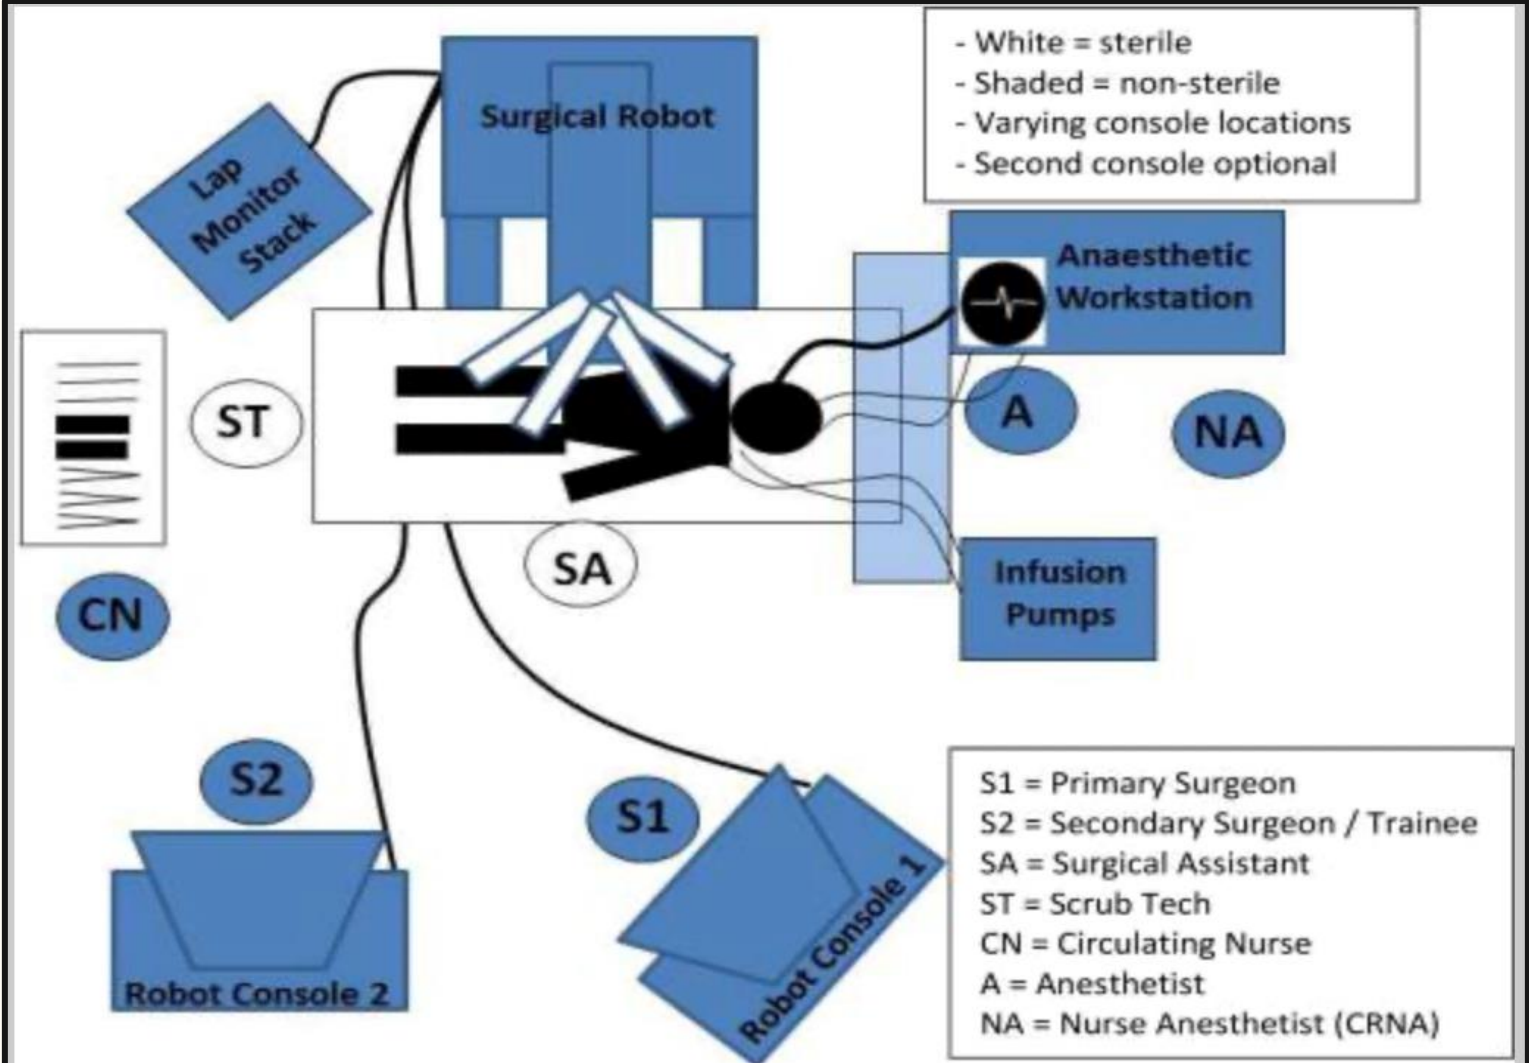 Surgical Robot
Lap
Monitor
Stack
- White = sterile
- Shaded = non-sterile
- Varying console locations
- Second console optional
Anaesthetic
Workstation
ST
A
NA
SA
CN
Infusion
Pumps
S2
S1
Robot Console 2
Robot Console 1
S1 = Primary Surgeon
S2 = Secondary Surgeon / Trainee
SA = Surgical Assistant
ST = Scrub Tech
CN = Circulating Nurse
A = Anesthetist
NA = Nurse Anesthetist (CRNA)